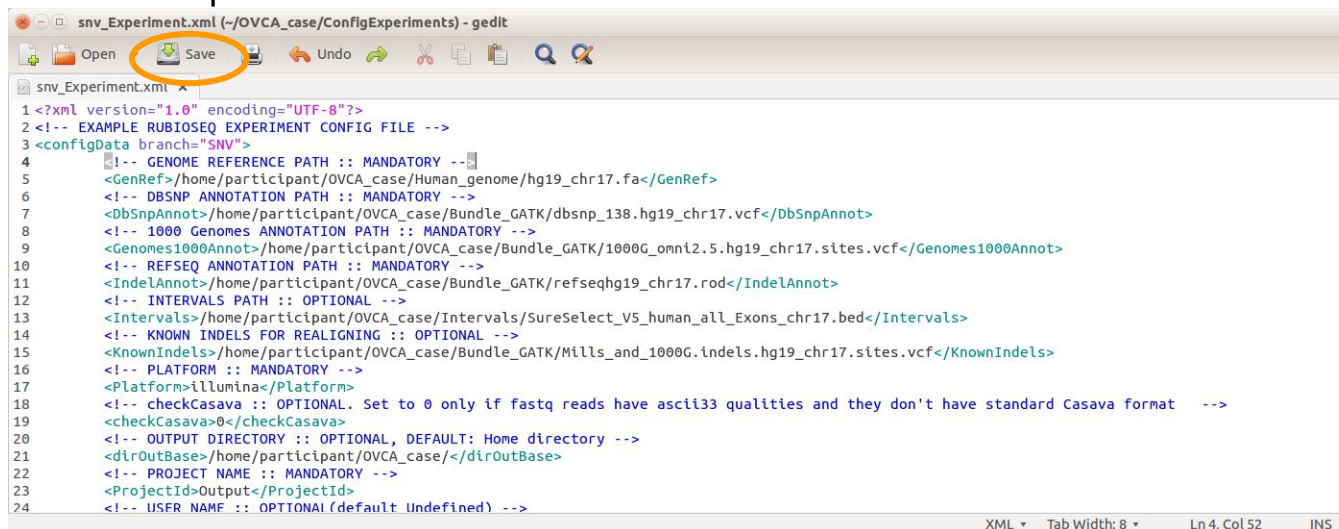 snv_Experiment.xml (~/OVCA_case/ConfigExperiments) - gedit
Open Save Undo
snv_Experiment.xml ×
1 <?xml version="1.0" encoding="UTF-8"?>
2 <!-- EXAMPLE RUBIOSEQ EXPERIMENT CONFIG FILE -->
3 <configData branch="SNV">
4 <!-- GENOME REFERENCE PATH :: MANDATORY -->
5 <GenRef>/home/participant/OVCA_case/Human_genome/hg19_chr17.fa</GenRef>
6 <!-- DBSNP ANNOTATION PATH :: MANDATORY -->
7 <DbSnpAnnot>/home/participant/OVCA_case/Bundle_GATK/dbsnp_138.hg19_chr17.vcf</DbSnpAnnot>
8 <!-- 1000 Genomes ANNOTATION PATH :: MANDATORY -->
9 <Genomes1000Annot>/home/participant/OVCA_case/Bundle_GATK/1000G_omni2.5.hg19_chr17.sites.vcf</Genomes1000Annot>
10 <!-- REFSEQ ANNOTATION PATH :: MANDATORY -->
11 <IndelAnnot>/home/participant/OVCA_case/Bundle_GATK/refseqhg19_chr17.rod</IndelAnnot>
12 <!-- INTERVALS PATH :: OPTIONAL -->
13 <Intervals>/home/participant/OVCA_case/Intervals/SureSelect_V5_human_all_Exons_chr17.bed</Intervals>
14 <!-- KNOWN INDELS FOR REALIGNING :: OPTIONAL -->
15 <KnownIndels>/home/participant/OVCA_case/Bundle_GATK/Mills_and_1000G.indels.hg19_chr17.sites.vcf</KnownIndels>
16 <!-- PLATFORM :: MANDATORY -->
17 <Platform>illumina</Platform>
18 <!-- checkCasava :: OPTIONAL. Set to 0 only if fastq reads have ascii33 qualities and they don't have standard Casava format -->
19 <checkCasava>0</checkCasava>
20 <!-- OUTPUT DIRECTORY :: OPTIONAL, DEFAULT: Home directory -->
21 <dirOutBase>/home/participant/OVCA_case/</dirOutBase>
22 <!-- PROJECT NAME :: MANDATORY -->
23 <ProjectId>Output</ProjectId>
24 <!-- USER NAME :: OPTIONAL(default Undefined) -->
XML Tab Width: 8 Ln 4, Col 52 INS